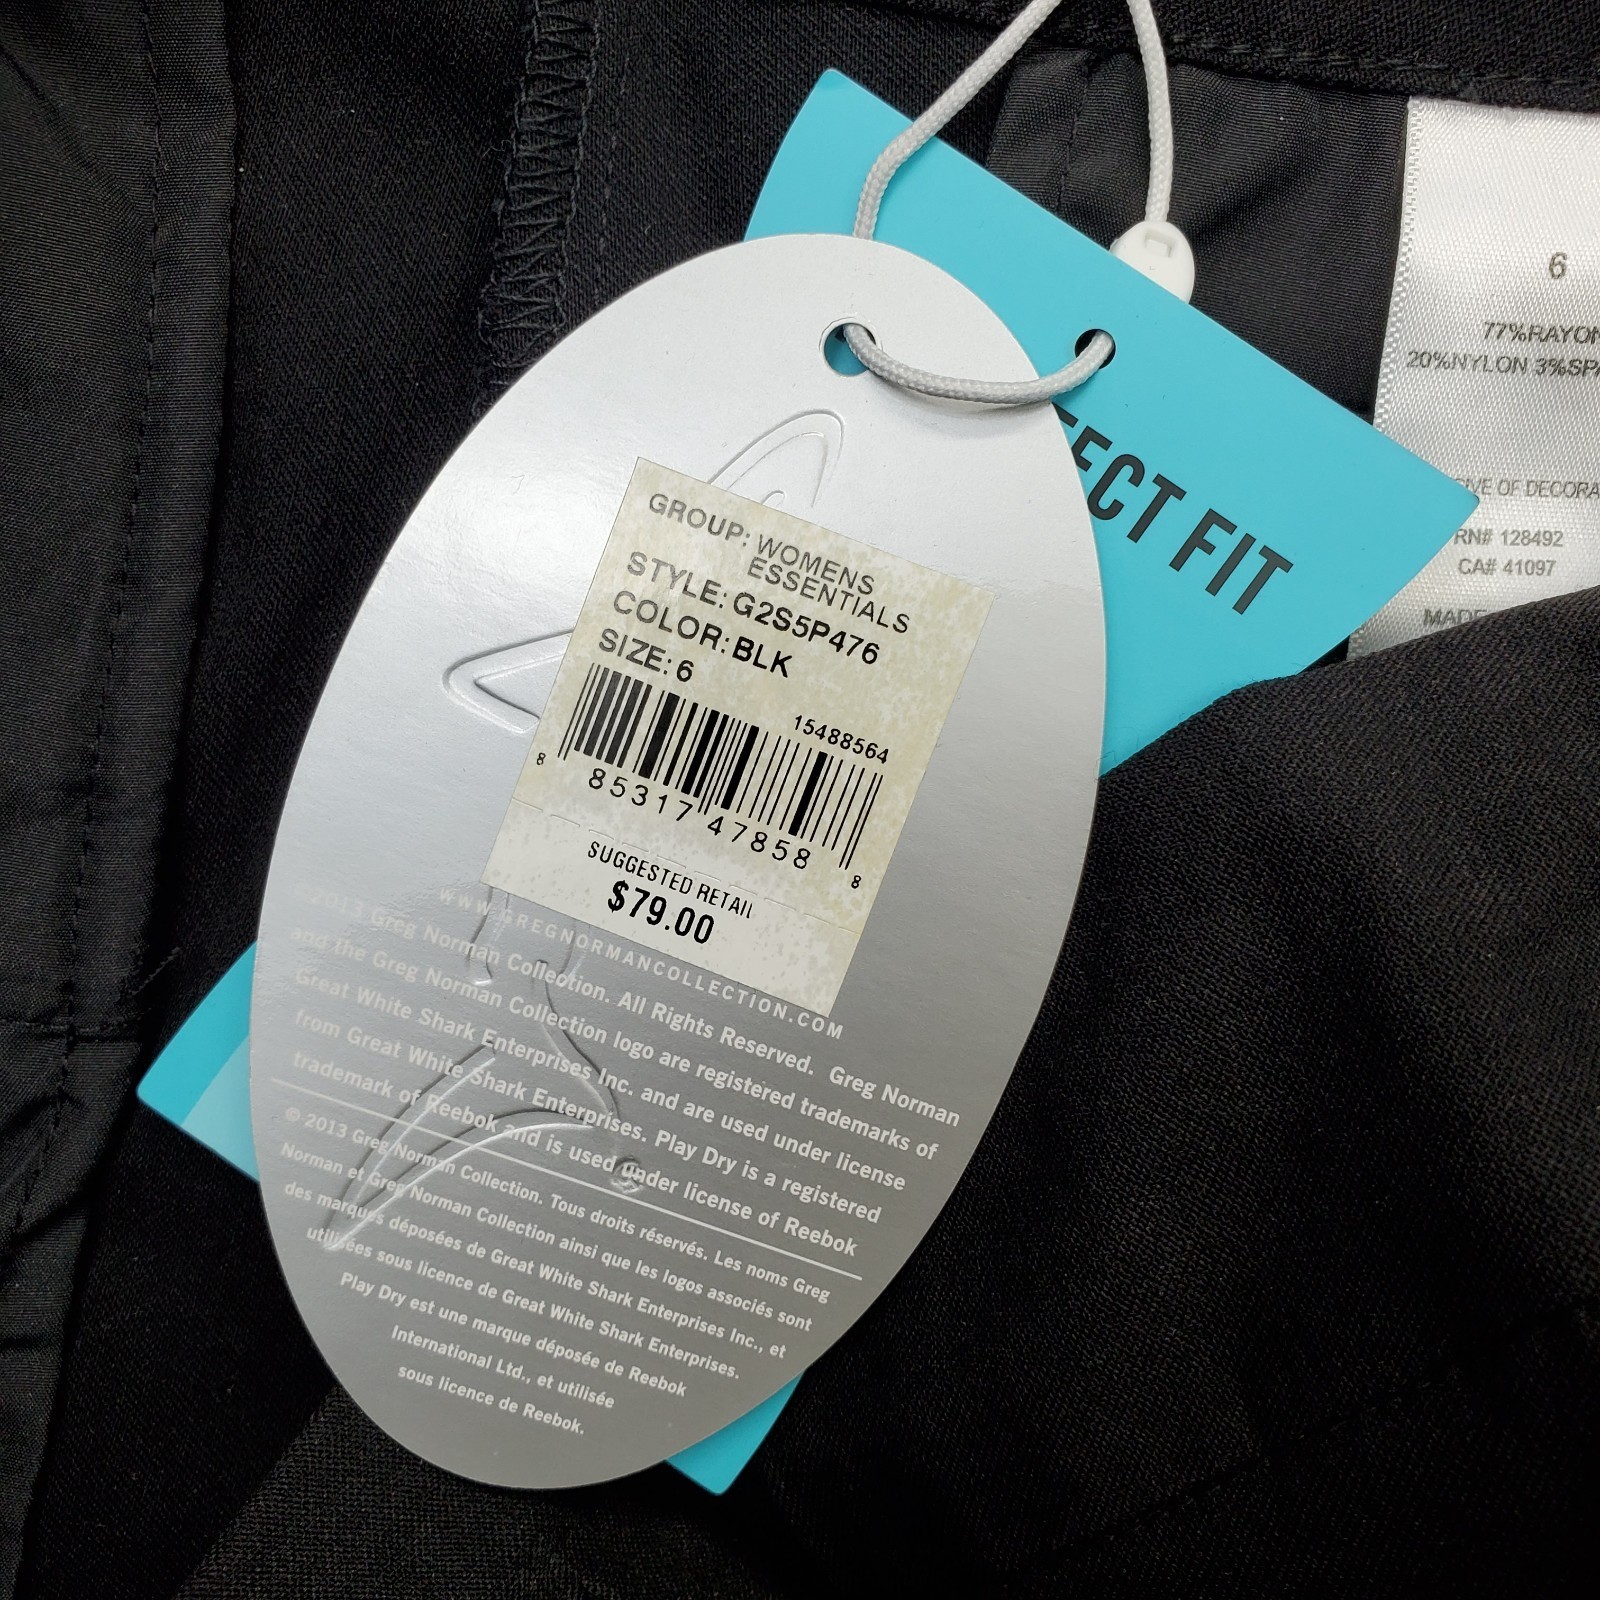 GROUP: WOMENS
ESSENTIALS
STYLE: G2S5P476
COLOR: BLK
SIZE: 6
15488564
8 85317 47858 8
SUGGESTED RETAIL
$79.00
WWW.GREGNORMANCOLLECTION.COM
2013 Greg Norman Collection. All Rights Reserved. Greg Norman
and the Greg Norman Collection logo are registered trademarks of
Great White Shark Enterprises Inc. and are used under license
from Great White Shark Enterprises. Play Dry is a registered
trademark of Reebok and is used under license of Reebok
© 2013 Greg Norman Collection. Tous droits réservés. Les noms Greg
Norman et Greg Norman Collection ainsi que les logos associés sont
des marques déposées de Great White Shark Enterprises Inc., et
utilisées sous licence de Great White Shark Enterprises.
Play Dry est une marque déposée de Reebok
International Ltd., et utilisée
sous licence de Reebok.
FECT FIT
6
77%RAYON
20%NYLON 3%SPA
IVE OF DECORA
RN# 128492
CA# 41097
MADE